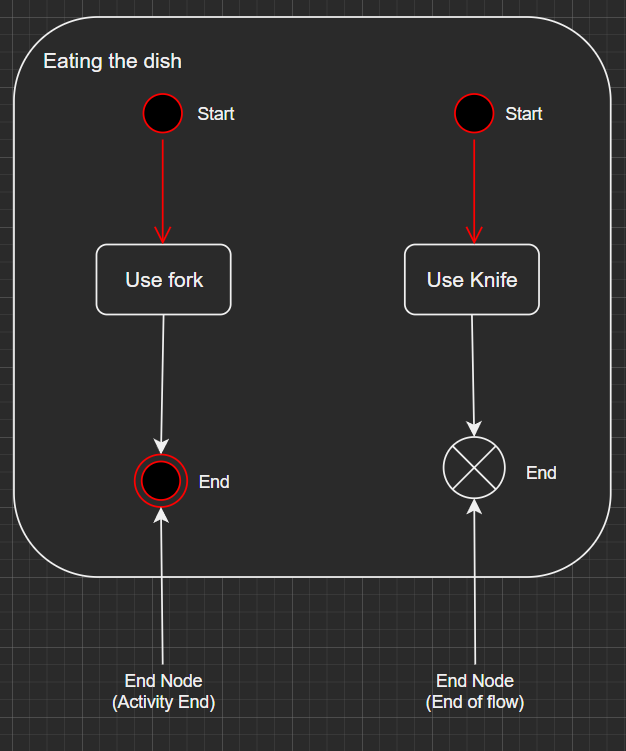 Eating the dish
Start
Start
Use fork
Use Knife
End
End
End Node
(Activity End)
End Node
(End of flow)